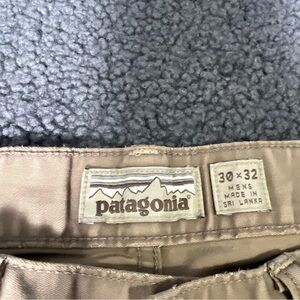 patagonia
30 × 32
MENS
MADE IN
SRI LANKA